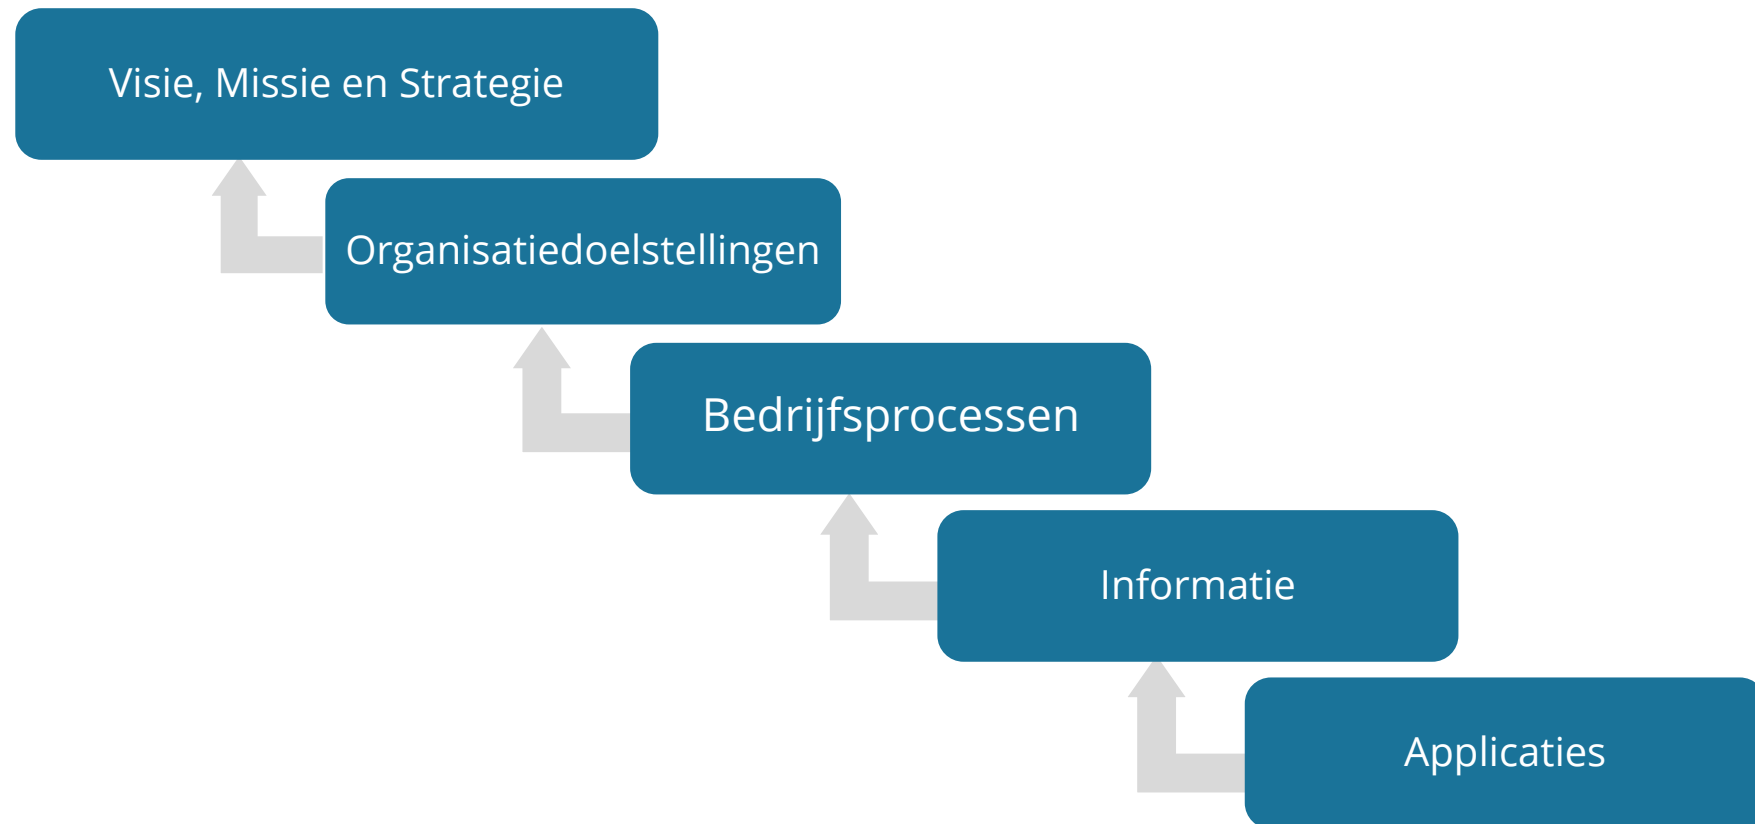 Visie, Missie en Strategie
Organisatiedoelstellingen
Bedrijfsprocessen
Informatie
Applicaties